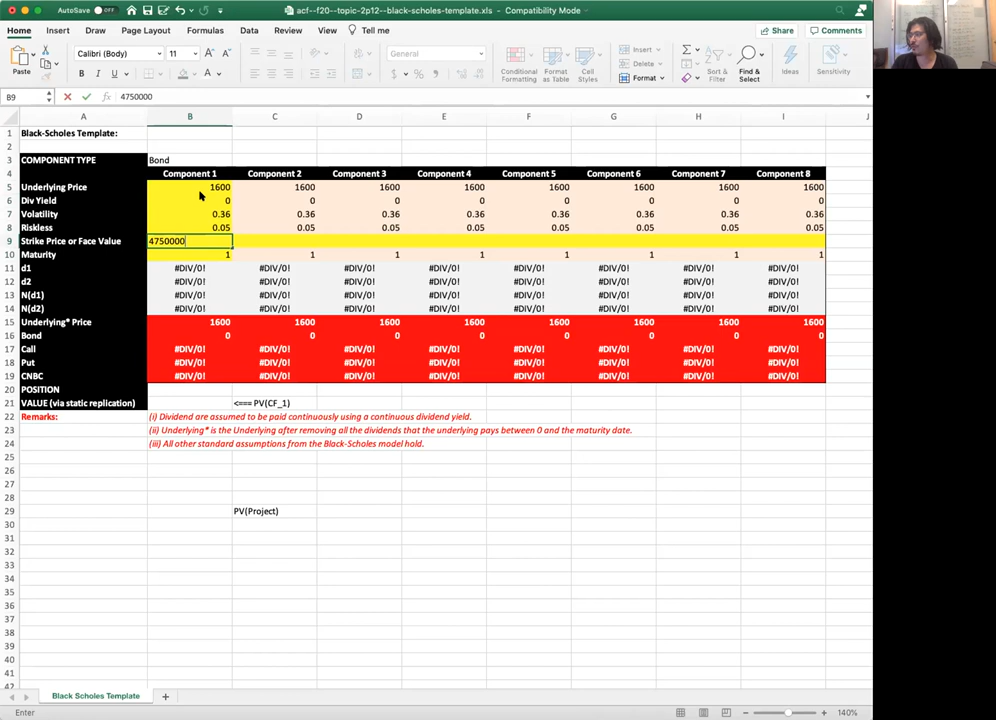 AutoSave OFF acf--f20--topic-2p12--black-scholes-template.xls - Compatibility Mode
Home Insert Draw Page Layout Formulas Data Review View Tell me Share Comments
Paste Calibri (Body) 11 General Conditional Formatting Format as Table Cell Styles Insert Delete Format Sort & Filter Find & Select Ideas Sensitivity
B9 fx 4750000
A B C D E F G H I J
1 Black-Scholes Template:
2
3 COMPONENT TYPE Bond
4 Component 1 Component 2 Component 3 Component 4 Component 5 Component 6 Component 7 Component 8
5 Underlying Price 1600 1600 1600 1600 1600 1600 1600 1600
6 Div Yield 0 0 0 0 0 0 0 0
7 Volatility 0.36 0.36 0.36 0.36 0.36 0.36 0.36 0.36
8 Riskless 0.05 0.05 0.05 0.05 0.05 0.05 0.05 0.05
9 Strike Price or Face Value 4750000
10 Maturity 1 1 1 1 1 1 1 1
11 d1 #DIV/0! #DIV/0! #DIV/0! #DIV/0! #DIV/0! #DIV/0! #DIV/0! #DIV/0!
12 d2 #DIV/0! #DIV/0! #DIV/0! #DIV/0! #DIV/0! #DIV/0! #DIV/0! #DIV/0!
13 N(d1) #DIV/0! #DIV/0! #DIV/0! #DIV/0! #DIV/0! #DIV/0! #DIV/0! #DIV/0!
14 N(d2) #DIV/0! #DIV/0! #DIV/0! #DIV/0! #DIV/0! #DIV/0! #DIV/0! #DIV/0!
15 Underlying* Price 1600 1600 1600 1600 1600 1600 1600 1600
16 Bond 0 0 0 0 0 0 0 0
17 Call #DIV/0! #DIV/0! #DIV/0! #DIV/0! #DIV/0! #DIV/0! #DIV/0! #DIV/0!
18 Put #DIV/0! #DIV/0! #DIV/0! #DIV/0! #DIV/0! #DIV/0! #DIV/0! #DIV/0!
19 CNBC #DIV/0! #DIV/0! #DIV/0! #DIV/0! #DIV/0! #DIV/0! #DIV/0! #DIV/0!
20 POSITION
21 VALUE (via static replication) <=== PV(CF_1)
22 Remarks: (i) Dividend are assumed to be paid continuously using a continuous dividend yield.
23 (ii) Underlying* is the Underlying after removing all the dividends that the underlying pays between 0 and the maturity date.
24 (iii) All other standard assumptions from the Black-Scholes model hold.
25
26
27
28
29 PV(Project)
30
31
32
33
34
35
36
37
38
39
40
41
42
Black Scholes Template
Enter 140%